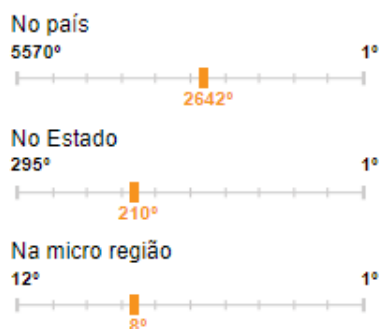 No país
5570º 1º
2642º
No Estado
295º 1º
210º
Na micro região
12º 1º
8º